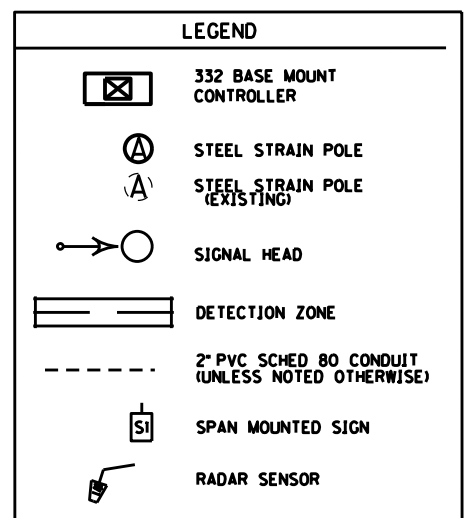 LEGEND
332 BASE MOUNT
CONTROLLER
A STEEL STRAIN POLE
A STEEL STRAIN POLE
(EXISTING)
SIGNAL HEAD
DETECTION ZONE
2" PVC SCHED 80 CONDUIT
(UNLESS NOTED OTHERWISE)
S1 SPAN MOUNTED SIGN
RADAR SENSOR